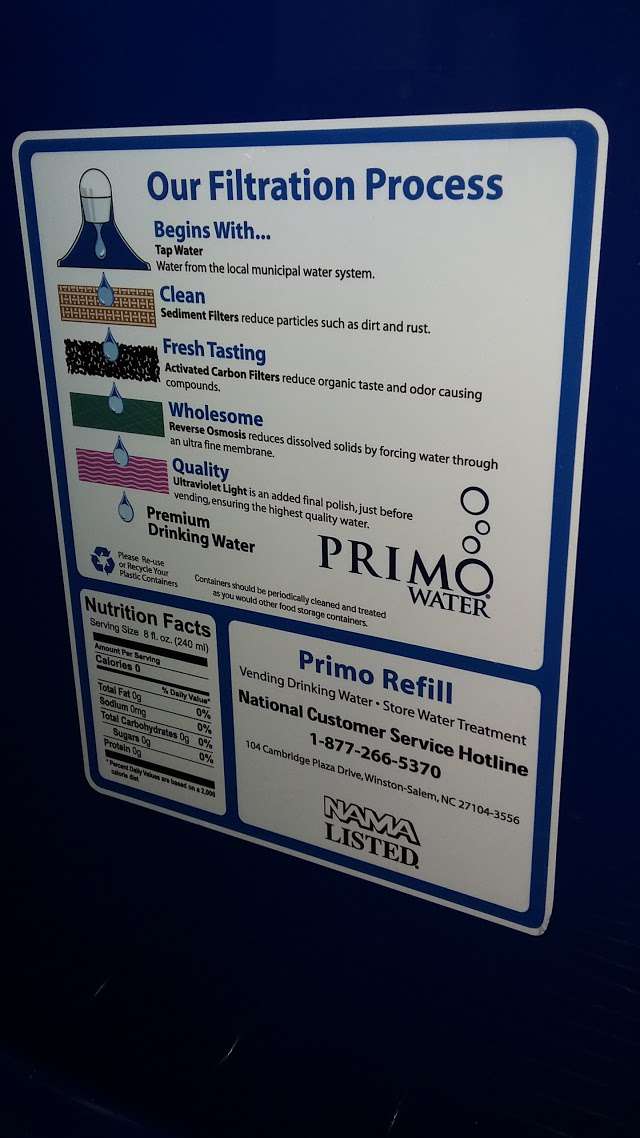 Our Filtration Process
Begins With...
Tap Water
Water from the local municipal water system.
Clean
Sediment Filters reduce particles such as dirt and rust.
Fresh Tasting
Activated Carbon Filters reduce organic taste and odor causing
compounds.
Wholesome
Reverse Osmosis reduces dissolved solids by forcing water through
an ultra fine membrane.
Quality
Ultraviolet Light is an added final polish, just before
vending, ensuring the highest quality water.
Premium
Drinking Water
PRIMO®
WATER
Please Re-use
or Recycle Your
Plastic Containers
Containers should be periodically cleaned and treated
as you would other food storage containers.
Nutrition Facts
Serving Size 8 fl. oz. (240 ml)
Amount Per Serving
Calories 0
% Daily Value*
Total Fat 0g 0%
Sodium 0mg 0%
Total Carbohydrates 0g 0%
Sugars 0g 0%
Protein 0g
* Percent Daily Values are based on a 2,000
calorie diet
Primo Refill
Vending Drinking Water • Store Water Treatment
National Customer Service Hotline
1-877-266-5370
104 Cambridge Plaza Drive, Winston-Salem, NC 27104-3556
NAMA
LISTED